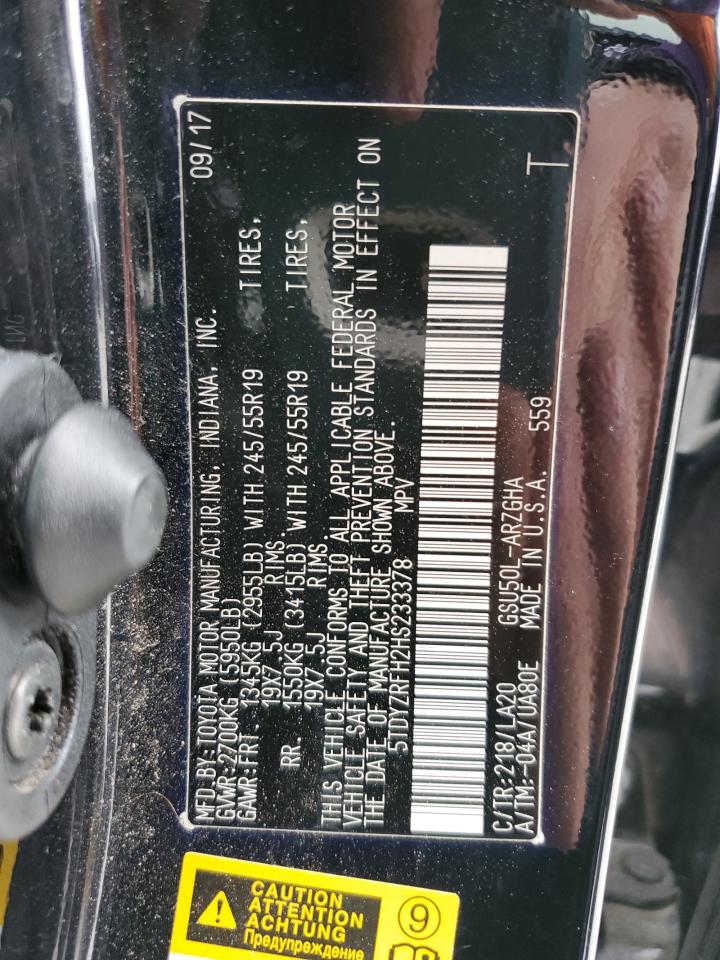 MFD.BY:TOYOTA MOTOR MANUFACTURING, INDIANA, INC. 09/17
GVWR:2700KG (5950LB)
GAWR:FRT. 1345KG (2955LB) WITH 245/55R19 TIRES,
19X7.5J RIMS.
RR. 1550KG (3415LB) WITH 245/55R19 TIRES,
19X7.5J RIMS.
THIS VEHICLE CONFORMS TO ALL APPLICABLE FEDERAL MOTOR
VEHICLE SAFETY AND THEFT PREVENTION STANDARDS IN EFFECT ON
THE DATE OF MANUFACTURE SHOWN ABOVE.
5TDYZRFH2HS233378 MPV
C/TR:218/LA20 GSU50L-ARZGHA
A/TM:-04A/UA80E MADE IN U.S.A. 559 T
CAUTION
ATTENTION
ACHTUNG
Предупреждение
9